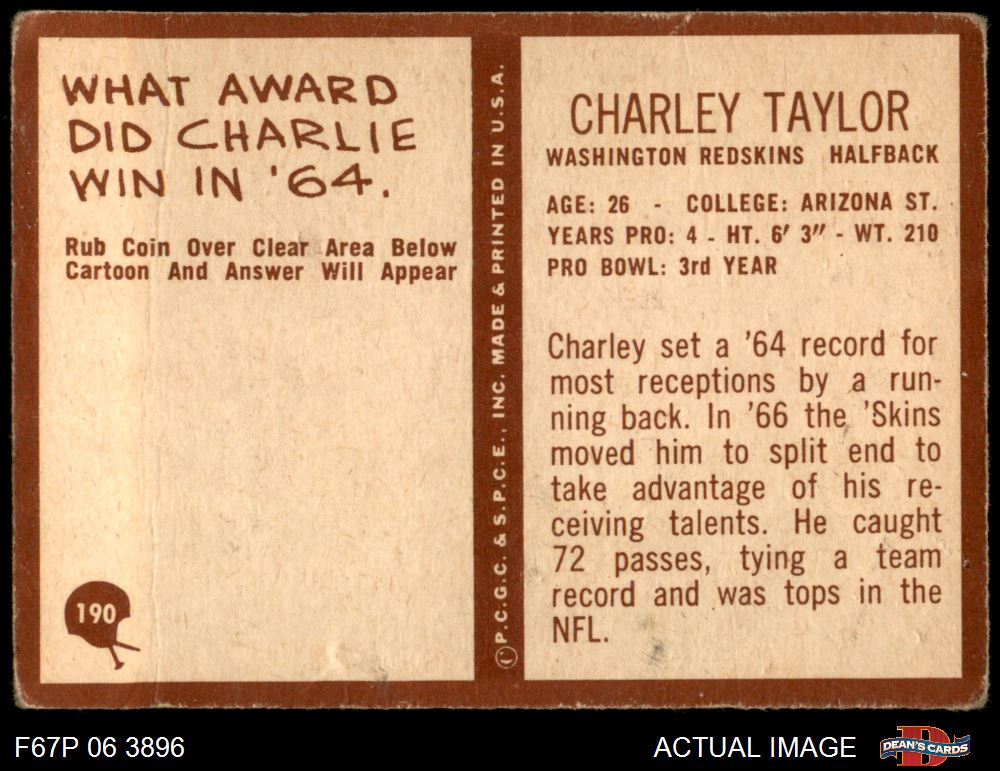 WHAT AWARD
DID CHARLIE
WIN IN '64.
Rub Coin Over Clear Area Below
Cartoon And Answer Will Appear
190
© P.C.G.C. & S.P.C.E., INC. MADE & PRINTED IN U.S.A.
CHARLEY TAYLOR
WASHINGTON REDSKINS HALFBACK
AGE: 26 - COLLEGE: ARIZONA ST.
YEARS PRO: 4 - HT. 6' 3" - WT. 210
PRO BOWL: 3rd YEAR
Charley set a '64 record for
most receptions by a run-
ning back. In '66 the 'Skins
moved him to split end to
take advantage of his re-
ceiving talents. He caught
72 passes, tying a team
record and was tops in the
NFL.
F67P 06 3896
ACTUAL IMAGE
DEAN'S CARDS